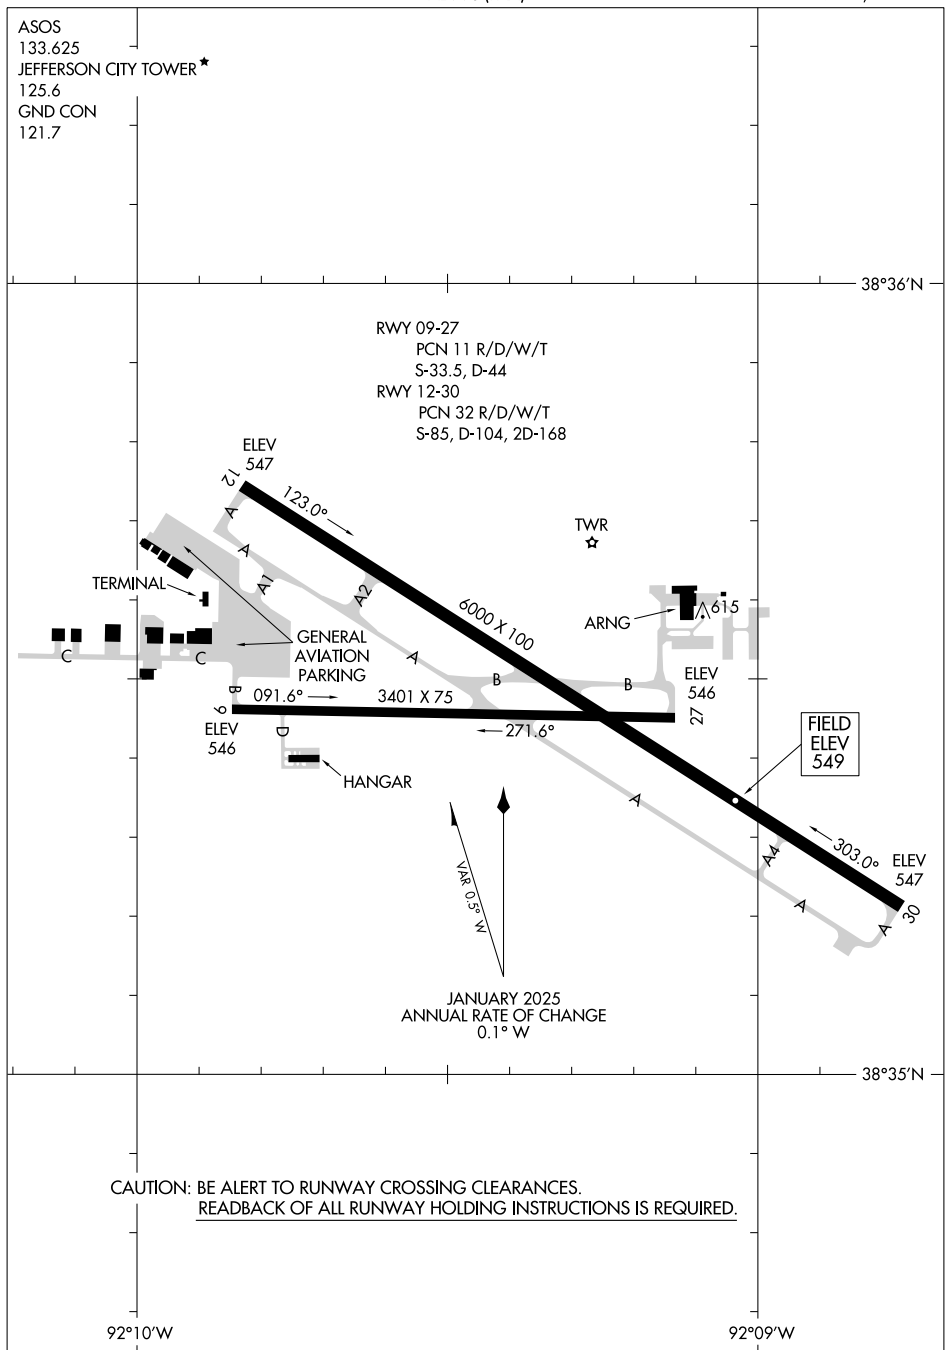 ASOS
133.625
JEFFERSON CITY TOWER
125.6
GND CON
121.7
38°36'N
RWY 09-27
PCN 11 R/D/W/T
S-33.5, D-44
RWY 12-30
PCN 32 R/D/W/T
S-85, D-104, 2D-168
ELEV
547
12
123.0°
A
A
A1
A2
TWR
TERMINAL
6000 X 100
ARNG
615
GENERAL
AVIATION
PARKING
C
C
A
B
B
B
ELEV
546
091.6°
3401 X 75
9
27
ELEV
546
D
271.6°
FIELD
ELEV
549
HANGAR
A
VAR 0.5° W
A4
303.0°
ELEV
547
A
A
30
JANUARY 2025
ANNUAL RATE OF CHANGE
0.1° W
38°35'N
CAUTION: BE ALERT TO RUNWAY CROSSING CLEARANCES.
READBACK OF ALL RUNWAY HOLDING INSTRUCTIONS IS REQUIRED.
92°10'W
92°09'W